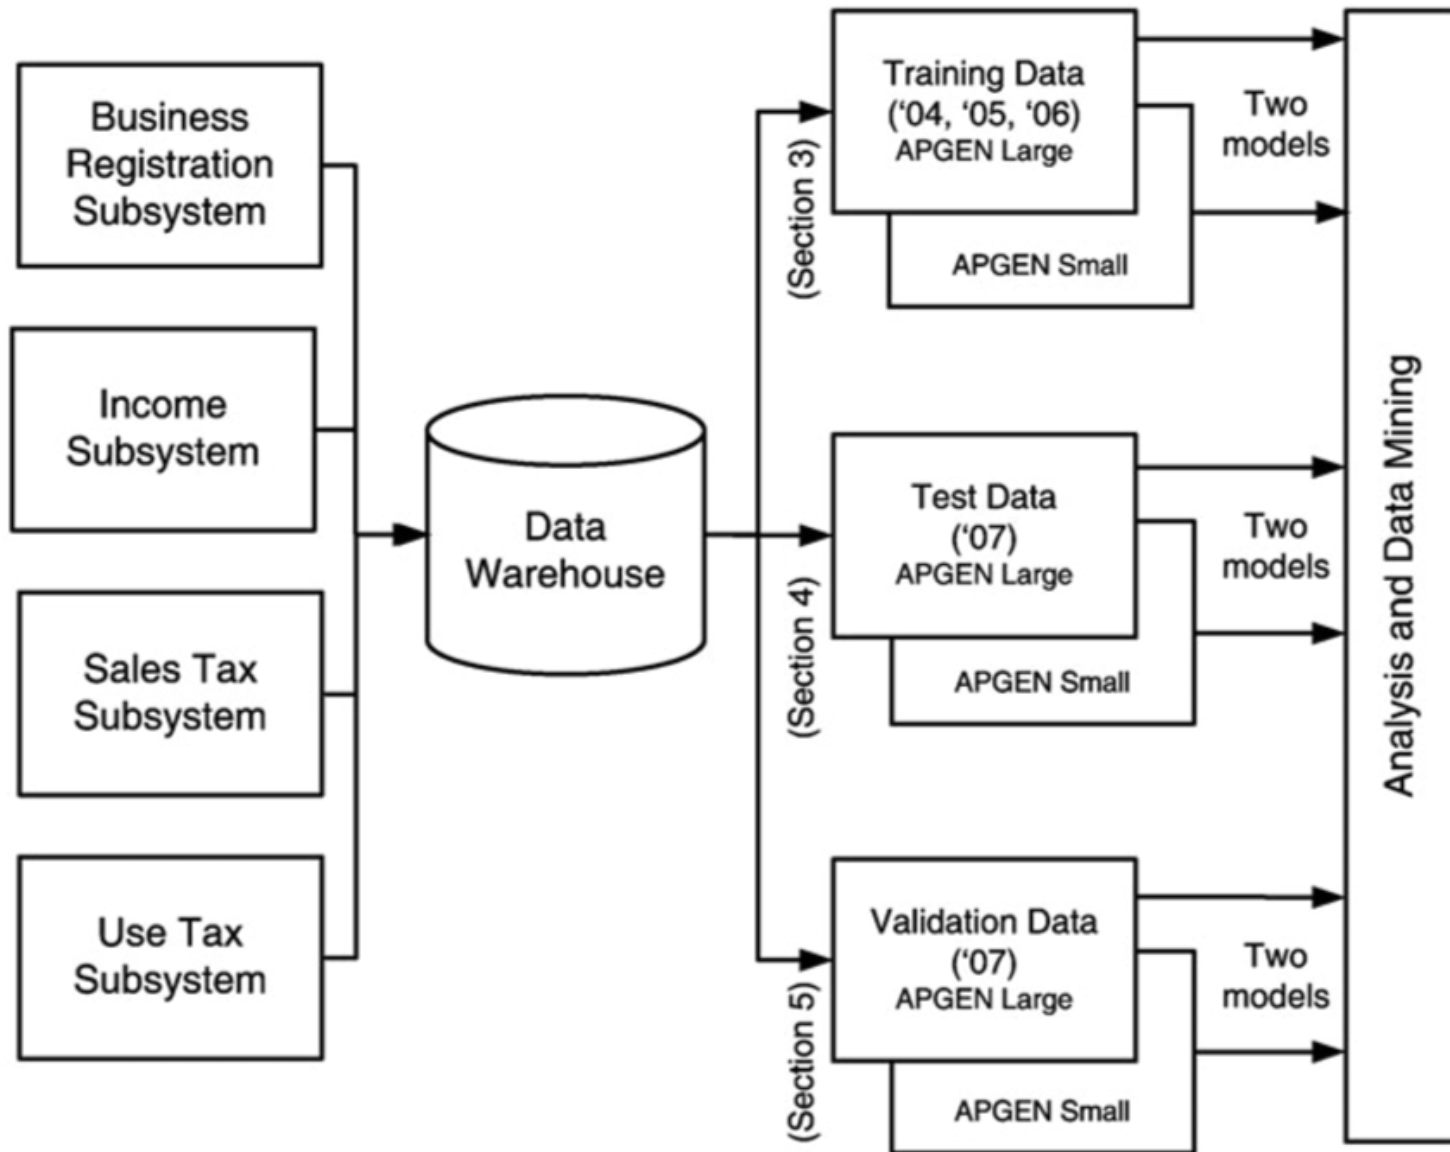 Business
Registration
Subsystem
Income
Subsystem
Sales Tax
Subsystem
Use Tax
Subsystem
Data
Warehouse
(Section 3)
Training Data
(‘04, ‘05, ‘06)
APGEN Large
APGEN Small
Two
models
(Section 4)
Test Data
(‘07)
APGEN Large
APGEN Small
Two
models
(Section 5)
Validation Data
(‘07)
APGEN Large
APGEN Small
Two
models
Analysis and Data Mining